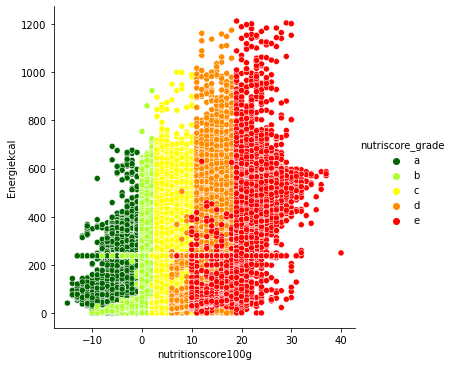 1200
1000
800
600
400
200
0
Energiekcal
−10 0 10 20 30 40
nutritionscore100g
nutriscore_grade
a
b
c
d
e